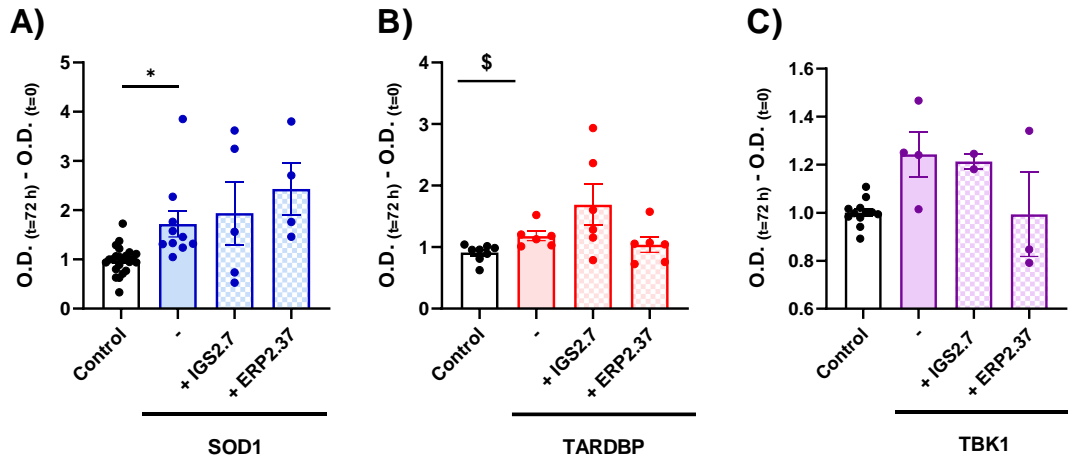 A)
O.D. (t=72 h) - O.D. (t=0)
5
4
3
2
1
0
*
Control
-
+ IGS2.7
+ ERP2.37
SOD1
B)
O.D. (t=72 h) - O.D. (t=0)
4
3
2
1
0
$
Control
-
+ IGS2.7
+ ERP2.37
TARDBP
C)
O.D. (t=72 h) - O.D. (t=0)
1.6
1.4
1.2
1.0
0.8
0.6
Control
-
+ IGS2.7
+ ERP2.37
TBK1